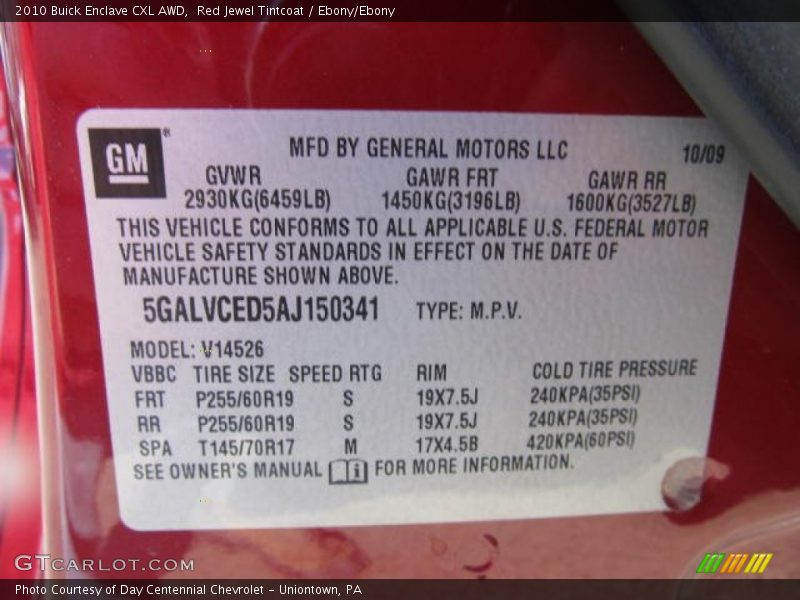 2010 Buick Enclave CXL AWD,  Red Jewel Tintcoat / Ebony/Ebony
GM®
MFD BY GENERAL MOTORS LLC 10/09
GVWR GAWR FRT GAWR RR
2930KG(6459LB) 1450KG(3196LB) 1600KG(3527LB)
THIS VEHICLE CONFORMS TO ALL APPLICABLE U.S. FEDERAL MOTOR
VEHICLE SAFETY STANDARDS IN EFFECT ON THE DATE OF
MANUFACTURE SHOWN ABOVE.
5GALVCED5AJ150341 TYPE: M.P.V.
MODEL: V14526
VBBC TIRE SIZE SPEED RTG RIM COLD TIRE PRESSURE
FRT P255/60R19 S 19X7.5J 240KPA(35PSI)
RR P255/60R19 S 19X7.5J 240KPA(35PSI)
SPA T145/70R17 M 17X4.5B 420KPA(60PSI)
SEE OWNER'S MANUAL i FOR MORE INFORMATION.
GTCARLOT.COM
Photo Courtesy of Day Centennial Chevrolet - Uniontown, PA